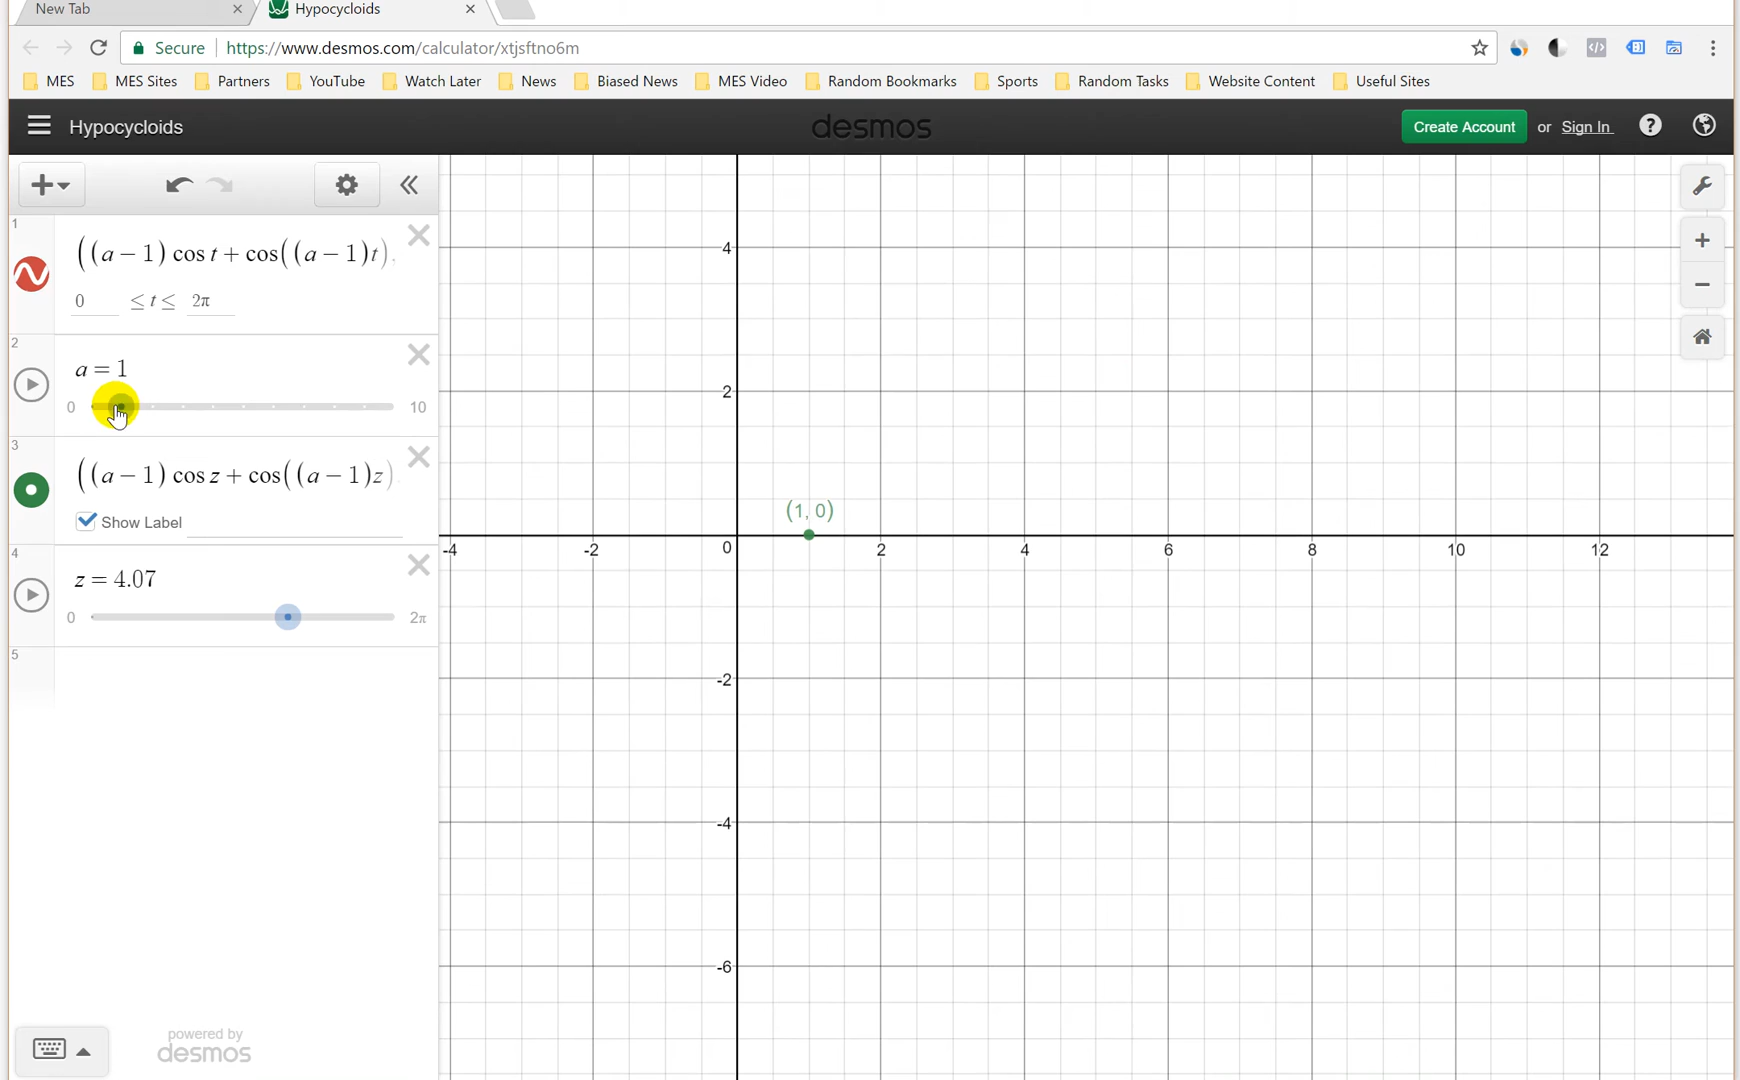 New Tab
Hypocycloids
Secure https://www.desmos.com/calculator/xtjsftno6m
MES MES Sites Partners YouTube Watch Later News Biased News MES Video Random Bookmarks Sports Random Tasks Website Content Useful Sites
Hypocycloids desmos Create Account or Sign In ?
1
((a − 1) cos t + cos((a − 1)t)
0 ≤ t ≤ 2π
2
a = 1
0 10
3
((a − 1) cos z + cos((a − 1)z)
Show Label
4
z = 4.07
0 2π
5
powered by
desmos
4
2
(1, 0)
-4 -2 0 2 4 6 8 10 12
-2
-4
-6